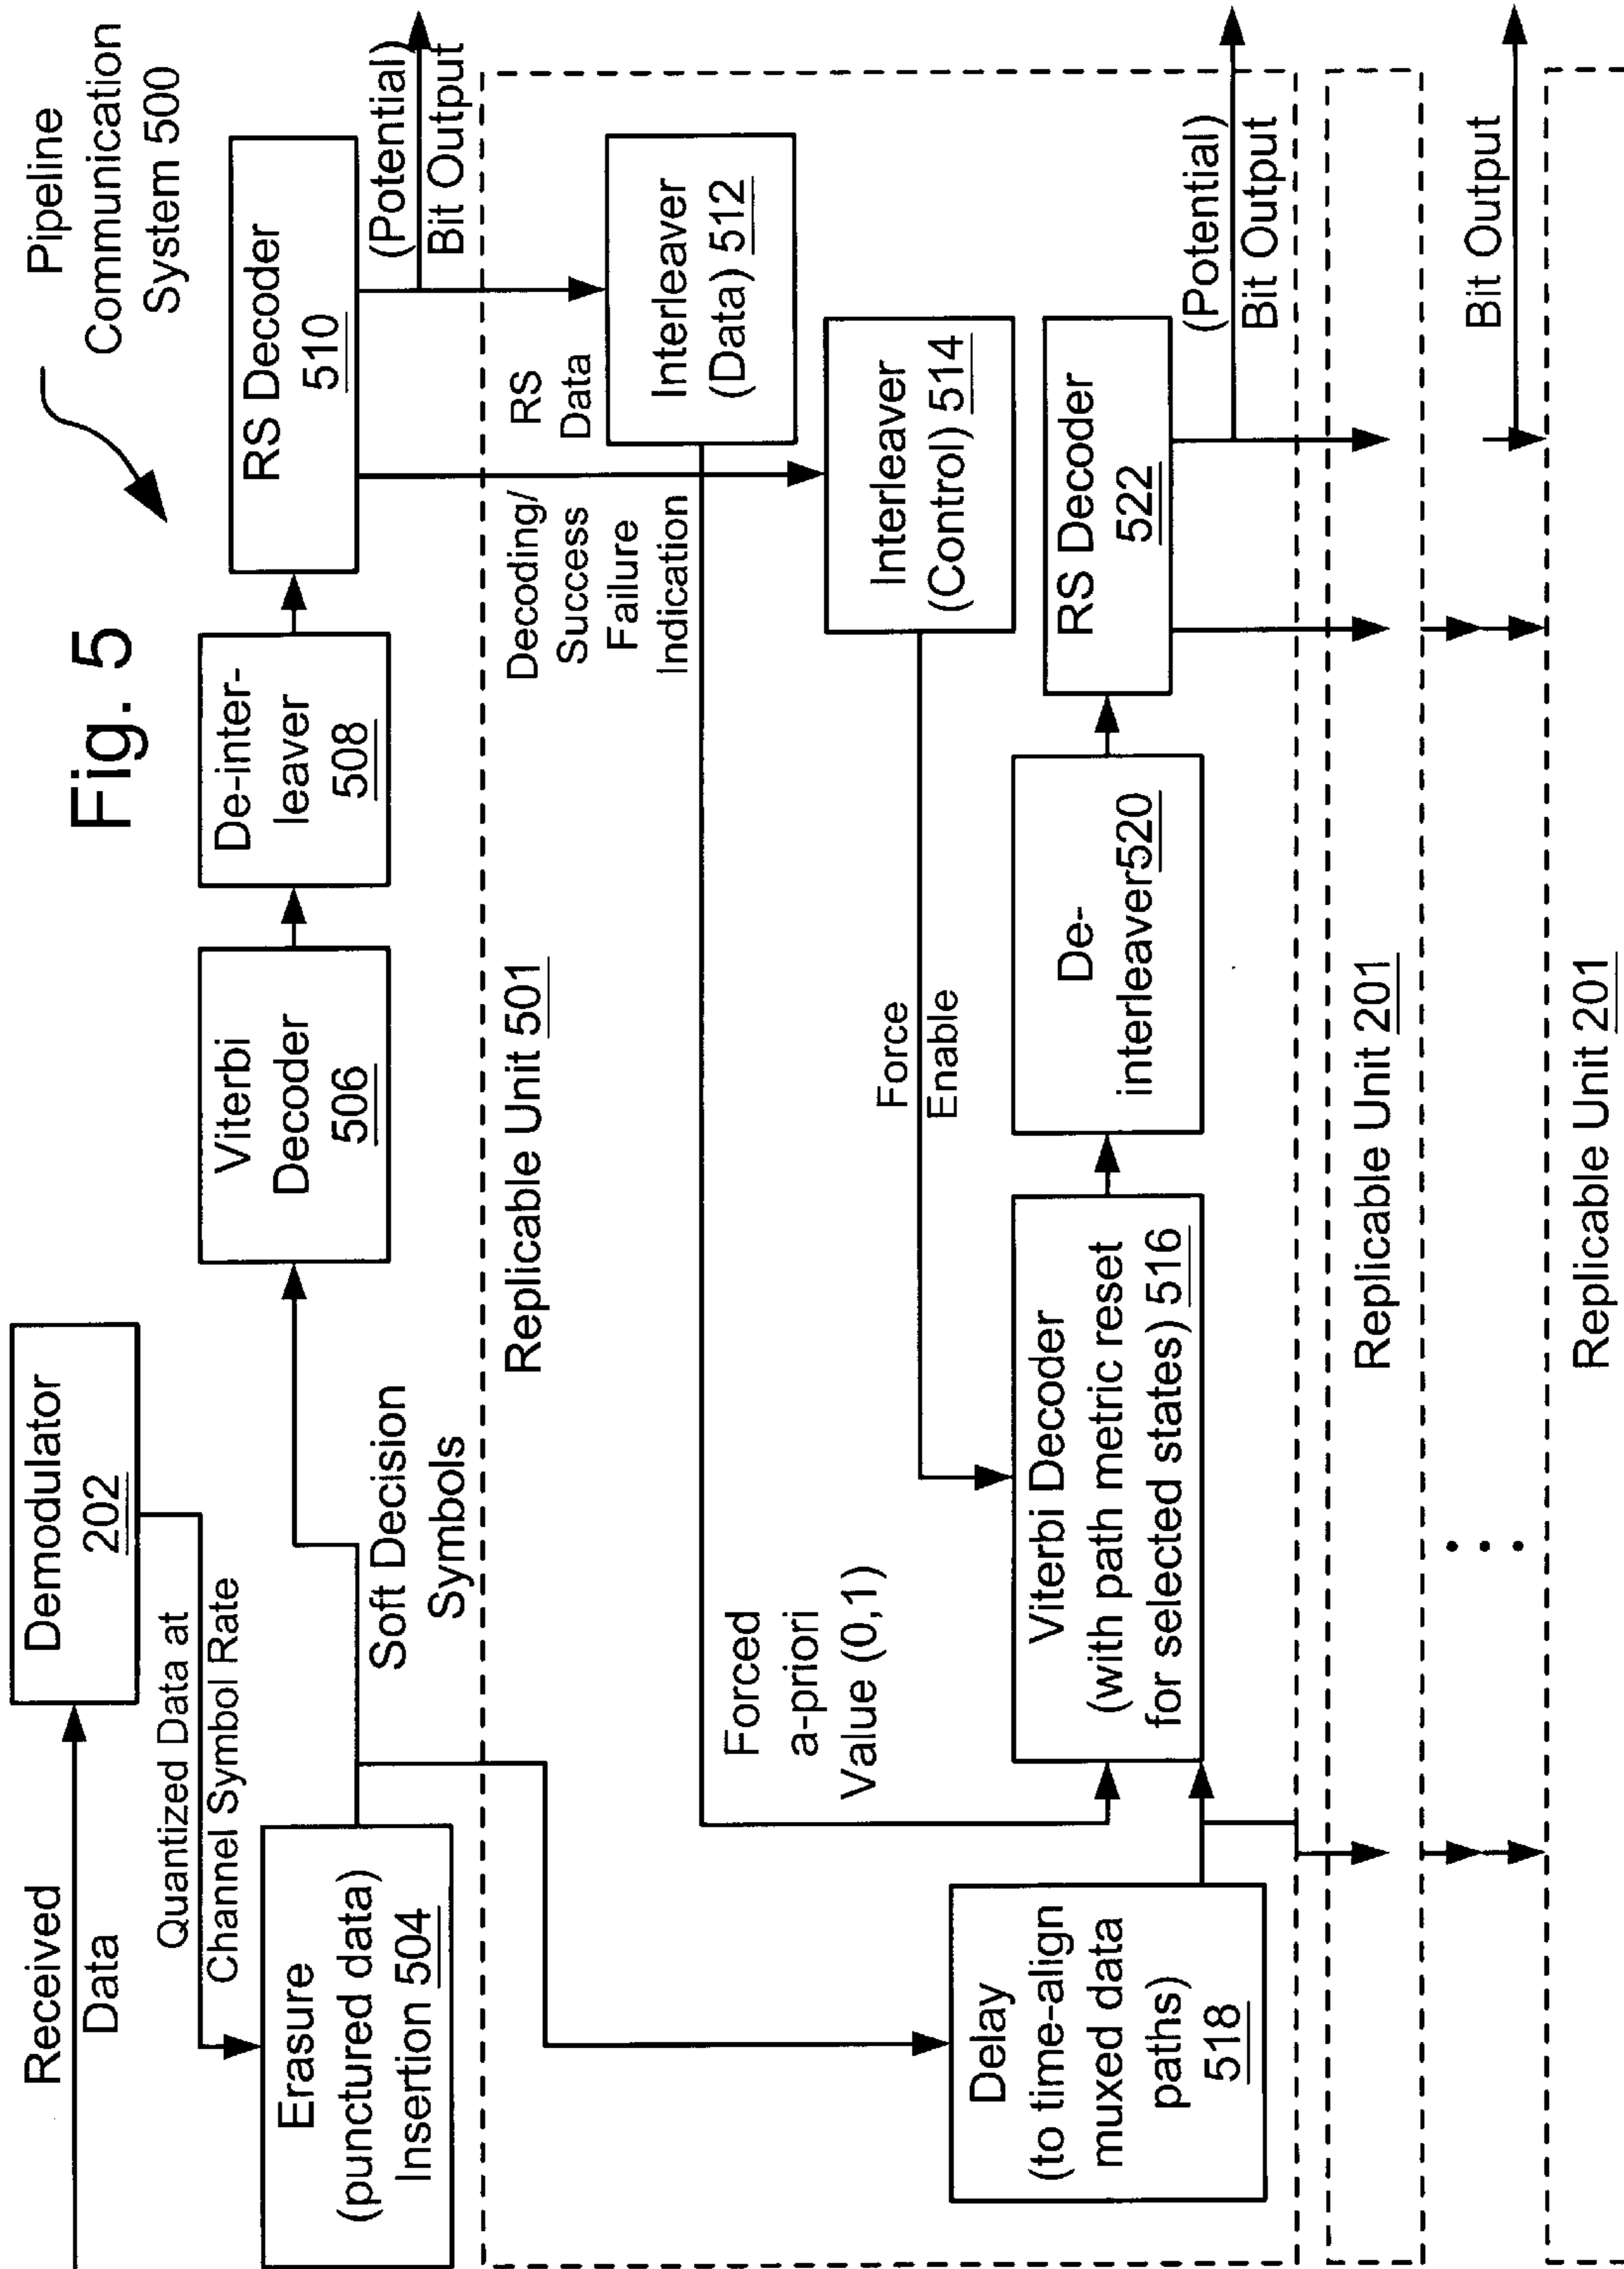 Fig. 5
Pipeline
Communication
System 500
Received
Data
Demodulator
202
Quantized Data at
Channel Symbol Rate
Erasure
(punctured data)
Insertion 504
Soft Decision
Symbols
Viterbi
Decoder
506
De-inter-
leaver
508
RS Decoder
510
(Potential)
Bit Output
Replicable Unit 501
RS
Data
Decoding/
Success
Failure
Indication
Interleaver
(Data) 512
Interleaver
(Control) 514
Forced
a-priori
Value (0,1)
Force
Enable
Delay
(to time-align
muxed data
paths)
518
Viterbi Decoder
(with path metric reset
for selected states) 516
De-
interleaver520
RS Decoder
522
(Potential)
Bit Output
Replicable Unit 201
Bit Output
Replicable Unit 201